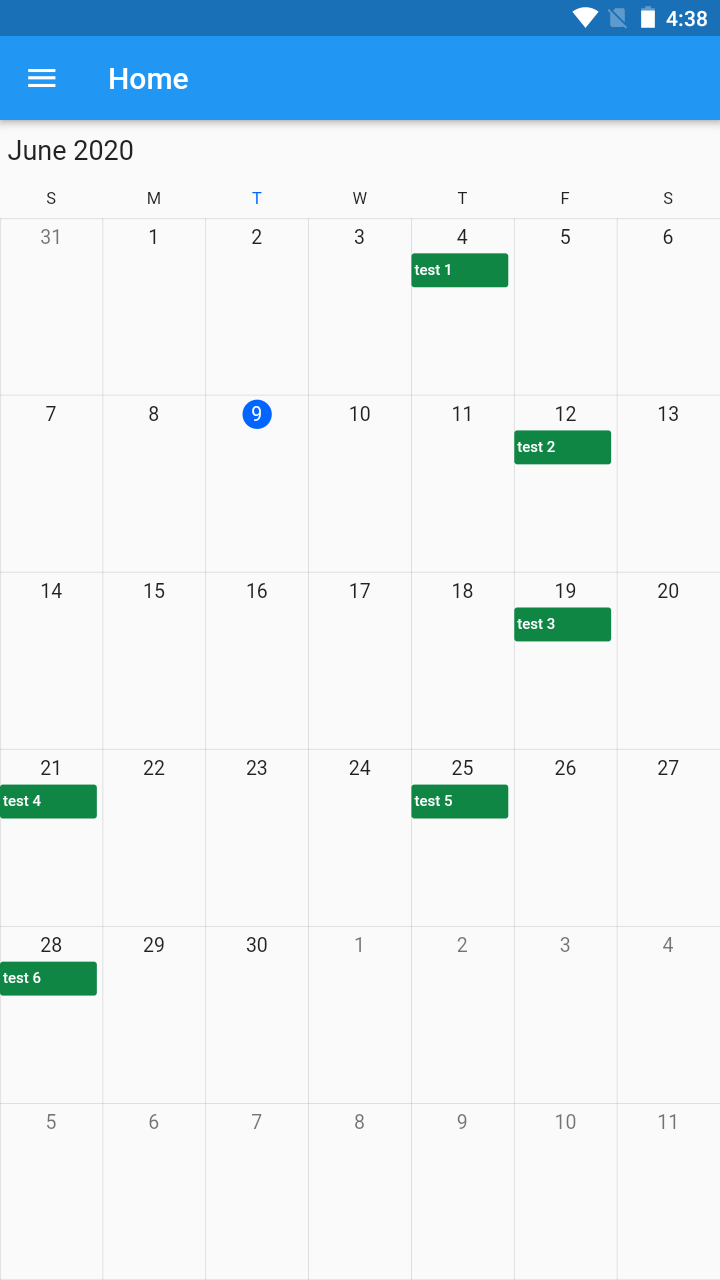 4:38
Home
June 2020
S M T W T F S
31 1 2 3 4 5 6
test 1
7 8 9 10 11 12 13
test 2
14 15 16 17 18 19 20
test 3
21 22 23 24 25 26 27
test 4 test 5
28 29 30 1 2 3 4
test 6
5 6 7 8 9 10 11